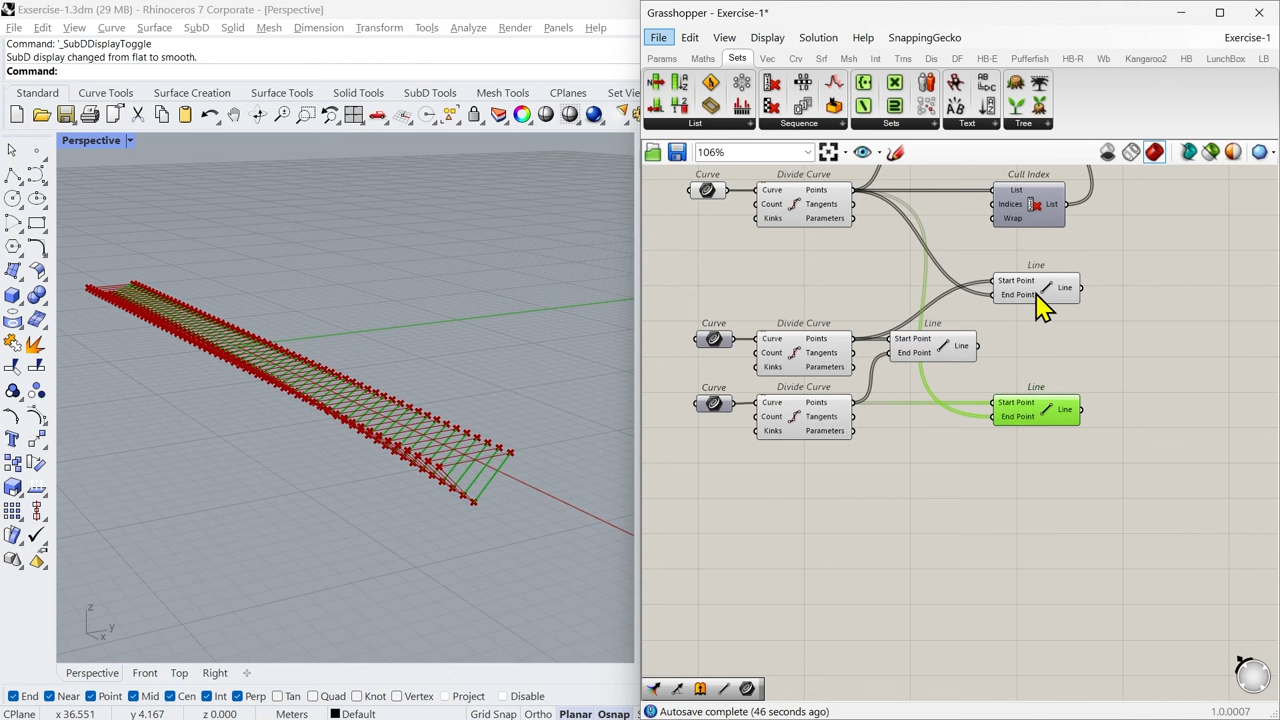 Exsercise-1.3dm (29 MB) - Rhinoceros 7 Corporate - [Perspective]
File Edit View Curve Surface SubD Solid Mesh Dimension Transform Tools Analyze Render Panels Help
Command: '_SubDDisplayToggle
SubD display changed from flat to smooth.
Command:
Standard Curve Tools Surface Creation Surface Tools Solid Tools SubD Tools Mesh Tools CPlanes Set Vie
Perspective
z
y
x
Perspective Front Top Right
End Near Point Mid Cen Int Perp Tan Quad Knot Vertex Project Disable
CPlane x 36.551 y 4.167 z 0.000 Meters Default Grid Snap Ortho Planar Osnap
Grasshopper - Exercise-1*
File Edit View Display Solution Help SnappingGecko Exercise-1
Params Maths Sets Vec Crv Srf Msh Int Trns Dis DF HB-E Pufferfish HB-R Wb Kangaroo2 HB LunchBox LB
List Sequence Sets Text Tree
106%
Curve Divide Curve Cull Index
Curve Points List
Count Tangents Indices List
Kinks Parameters Wrap
Line
Start Point
End Point Line
Curve Divide Curve Line
Curve Points Start Point
Count Tangents End Point Line
Kinks Parameters
Curve Divide Curve Line
Curve Points Start Point
Count Tangents End Point Line
Kinks Parameters
Autosave complete (46 seconds ago) 1.0.0007